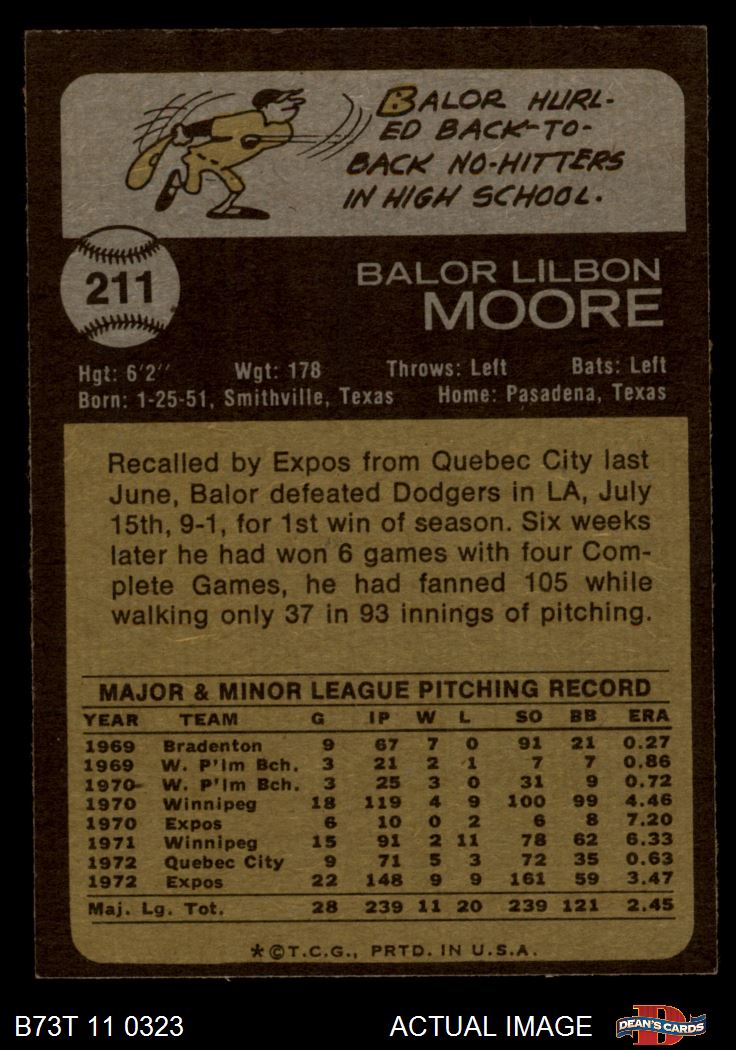 BALOR HURL-
ED BACK-TO-
BACK NO-HITTERS
IN HIGH SCHOOL.
211
BALOR LILBON
MOORE
Hgt: 6'2" Wgt: 178 Throws: Left Bats: Left
Born: 1-25-51, Smithville, Texas Home: Pasadena, Texas
Recalled by Expos from Quebec City last
June, Balor defeated Dodgers in LA, July
15th, 9-1, for 1st win of season. Six weeks
later he had won 6 games with four Com-
plete Games, he had fanned 105 while
walking only 37 in 93 innings of pitching.
MAJOR & MINOR LEAGUE PITCHING RECORD
YEAR TEAM G IP W L SO BB ERA
1969 Bradenton 9 67 7 0 91 21 0.27
1969 W. P'lm Bch. 3 21 2 1 7 7 0.86
1970 W. P'lm Bch. 3 25 3 0 31 9 0.72
1970 Winnipeg 18 119 4 9 100 99 4.46
1970 Expos 6 10 0 2 6 8 7.20
1971 Winnipeg 15 91 2 11 78 62 6.33
1972 Quebec City 9 71 5 3 72 35 0.63
1972 Expos 22 148 9 9 161 59 3.47
Maj. Lg. Tot. 28 239 11 20 239 121 2.45
*©T.C.G., PRTD. IN U.S.A.
B73T 11 0323 ACTUAL IMAGE D DEAN'S CARDS